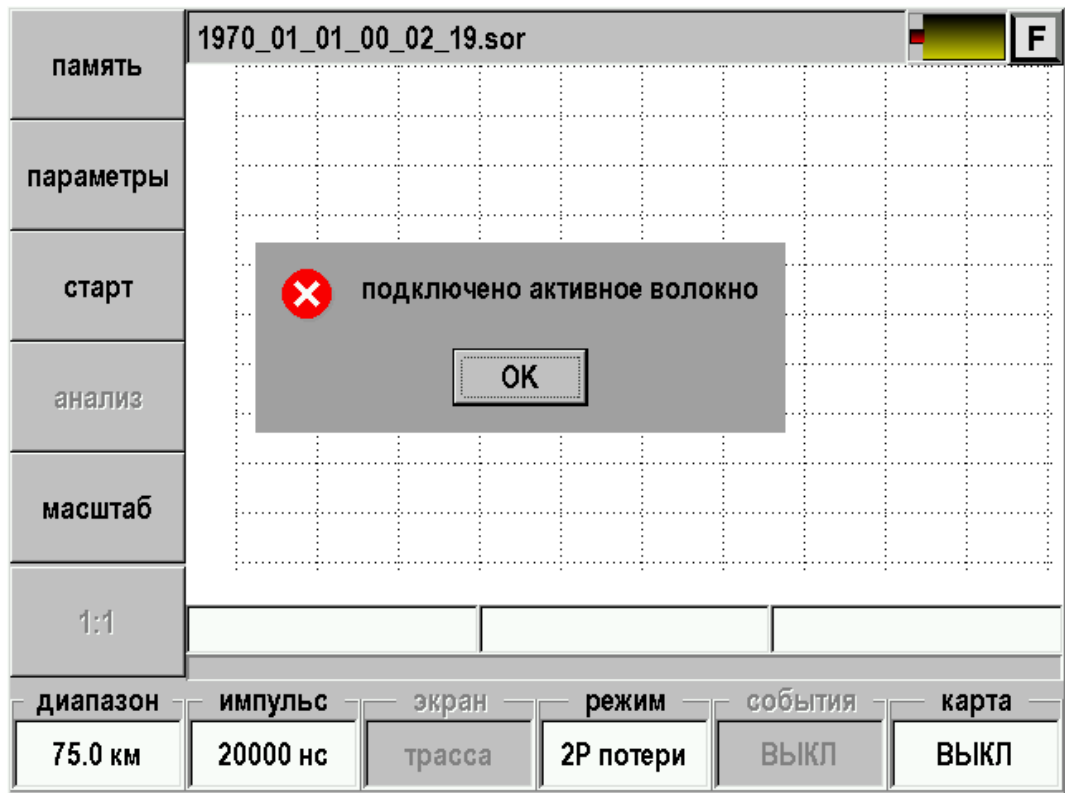 1970_01_01_00_02_19.sor
F
память
параметры
старт
анализ
масштаб
1:1
подключено активное волокно
OK
диапазон
импульс
экран
режим
события
карта
75.0 км
20000 нс
трасса
2P потери
ВЫКЛ
ВЫКЛ